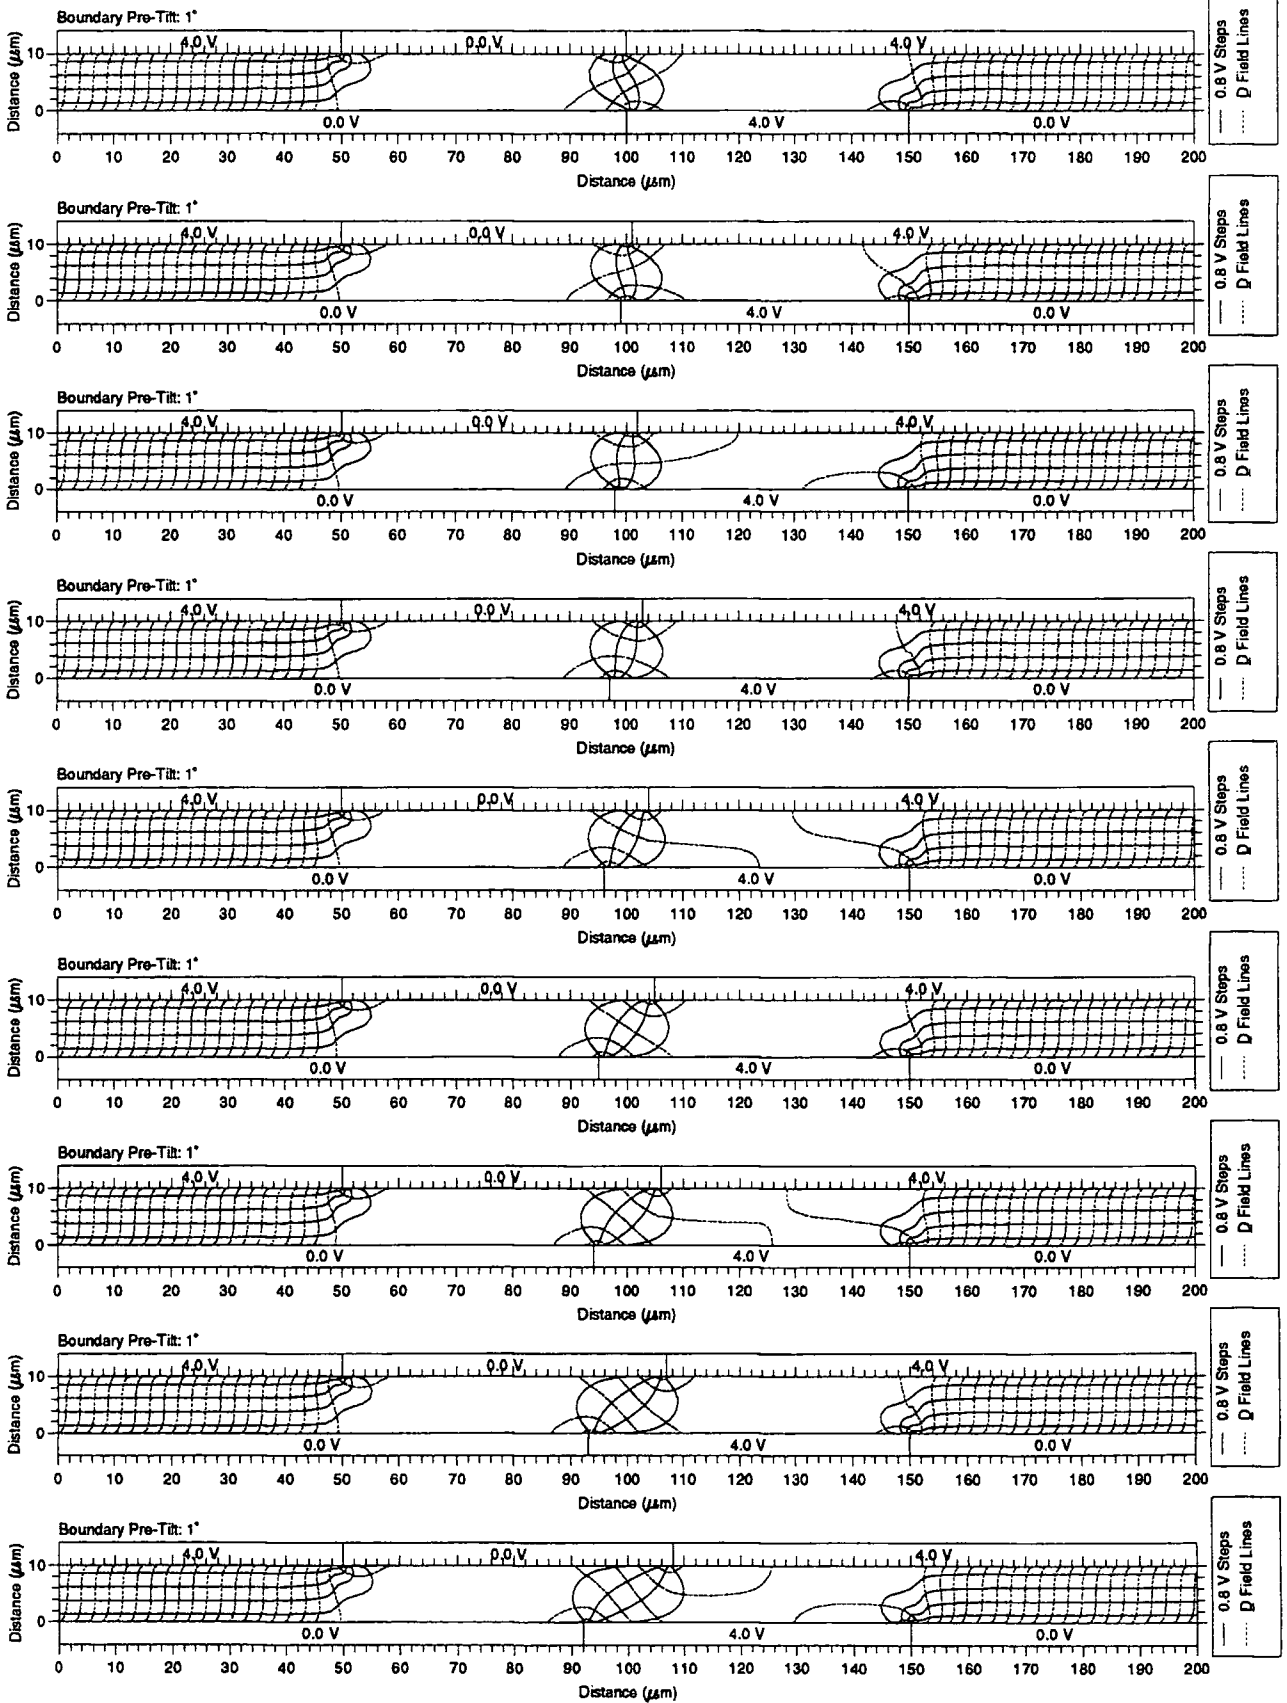 Boundary Pre-Tilt: 1°
4.0 V 0.0 V 4.0 V
10
0
Distance (μm)
0.0 V 4.0 V 0.0 V
0 10 20 30 40 50 60 70 80 90 100 110 120 130 140 150 160 170 180 190 200
Distance (μm)
0.8 V Steps
D Field Lines
Boundary Pre-Tilt: 1°
4.0 V 0.0 V 4.0 V
10
0
Distance (μm)
0.0 V 4.0 V 0.0 V
0 10 20 30 40 50 60 70 80 90 100 110 120 130 140 150 160 170 180 190 200
Distance (μm)
0.8 V Steps
D Field Lines
Boundary Pre-Tilt: 1°
4.0 V 0.0 V 4.0 V
10
0
Distance (μm)
0.0 V 4.0 V 0.0 V
0 10 20 30 40 50 60 70 80 90 100 110 120 130 140 150 160 170 180 190 200
Distance (μm)
0.8 V Steps
D Field Lines
Boundary Pre-Tilt: 1°
4.0 V 0.0 V 4.0 V
10
0
Distance (μm)
0.0 V 4.0 V 0.0 V
0 10 20 30 40 50 60 70 80 90 100 110 120 130 140 150 160 170 180 190 200
Distance (μm)
0.8 V Steps
D Field Lines
Boundary Pre-Tilt: 1°
4.0 V 0.0 V 4.0 V
10
0
Distance (μm)
0.0 V 4.0 V 0.0 V
0 10 20 30 40 50 60 70 80 90 100 110 120 130 140 150 160 170 180 190 200
Distance (μm)
0.8 V Steps
D Field Lines
Boundary Pre-Tilt: 1°
4.0 V 0.0 V 4.0 V
10
0
Distance (μm)
0.0 V 4.0 V 0.0 V
0 10 20 30 40 50 60 70 80 90 100 110 120 130 140 150 160 170 180 190 200
Distance (μm)
0.8 V Steps
D Field Lines
Boundary Pre-Tilt: 1°
4.0 V 0.0 V 4.0 V
10
0
Distance (μm)
0.0 V 4.0 V 0.0 V
0 10 20 30 40 50 60 70 80 90 100 110 120 130 140 150 160 170 180 190 200
Distance (μm)
0.8 V Steps
D Field Lines
Boundary Pre-Tilt: 1°
4.0 V 0.0 V 4.0 V
10
0
Distance (μm)
0.0 V 4.0 V 0.0 V
0 10 20 30 40 50 60 70 80 90 100 110 120 130 140 150 160 170 180 190 200
Distance (μm)
0.8 V Steps
D Field Lines
Boundary Pre-Tilt: 1°
4.0 V 0.0 V 4.0 V
10
0
Distance (μm)
0.0 V 4.0 V 0.0 V
0 10 20 30 40 50 60 70 80 90 100 110 120 130 140 150 160 170 180 190 200
Distance (μm)
0.8 V Steps
D Field Lines